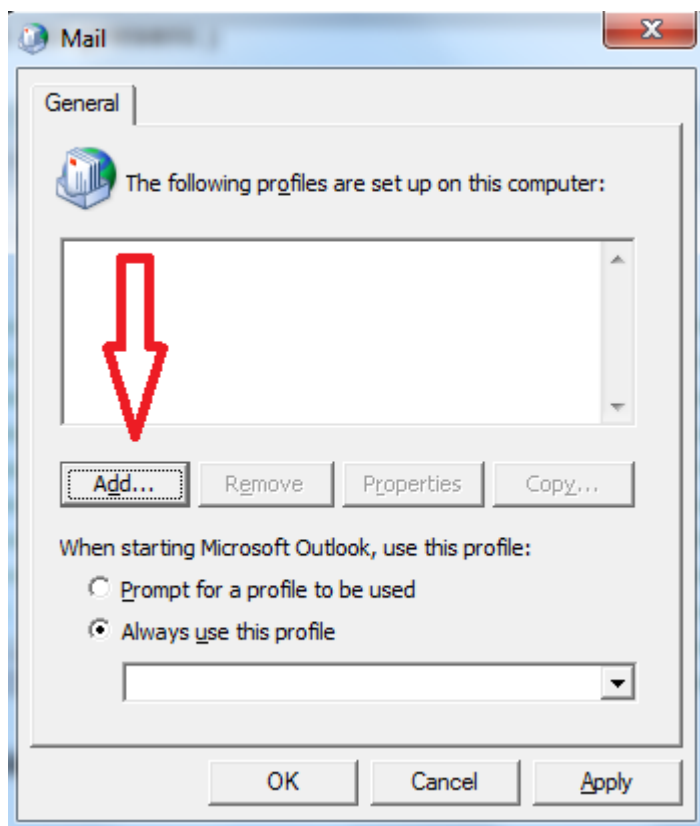 Mail
General
The following profiles are set up on this computer:
Add...
Remove
Properties
Copy...
When starting Microsoft Outlook, use this profile:
Prompt for a profile to be used
Always use this profile
OK
Cancel
Apply